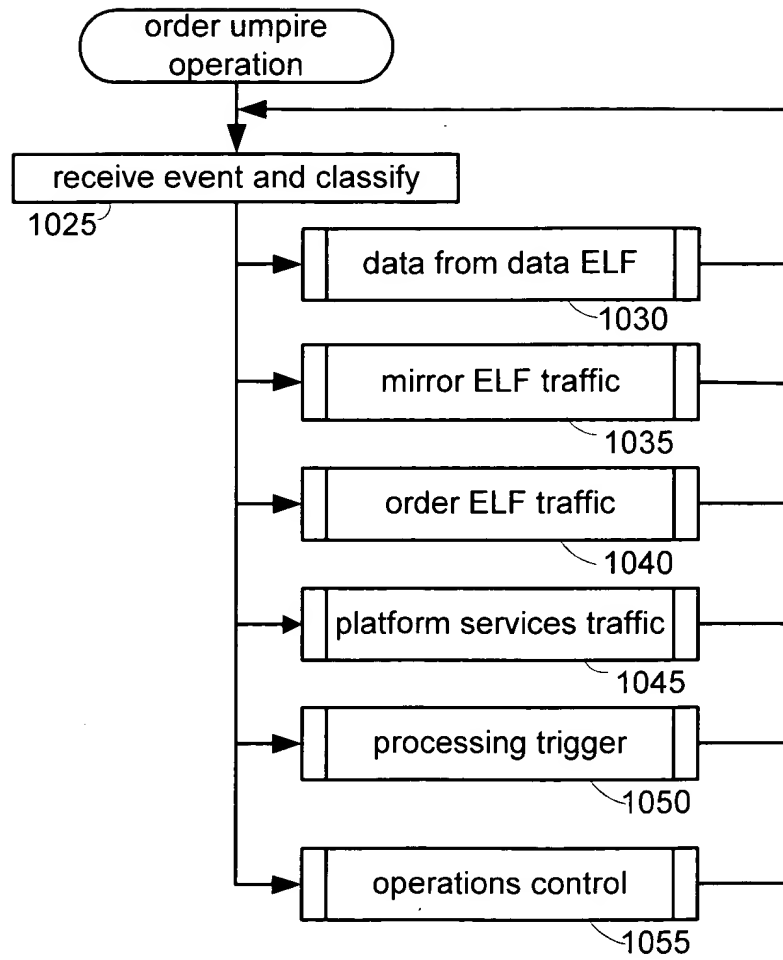 order umpire
operation
receive event and classify
1025
data from data ELF
1030
mirror ELF traffic
1035
order ELF traffic
1040
platform services traffic
1045
processing trigger
1050
operations control
1055